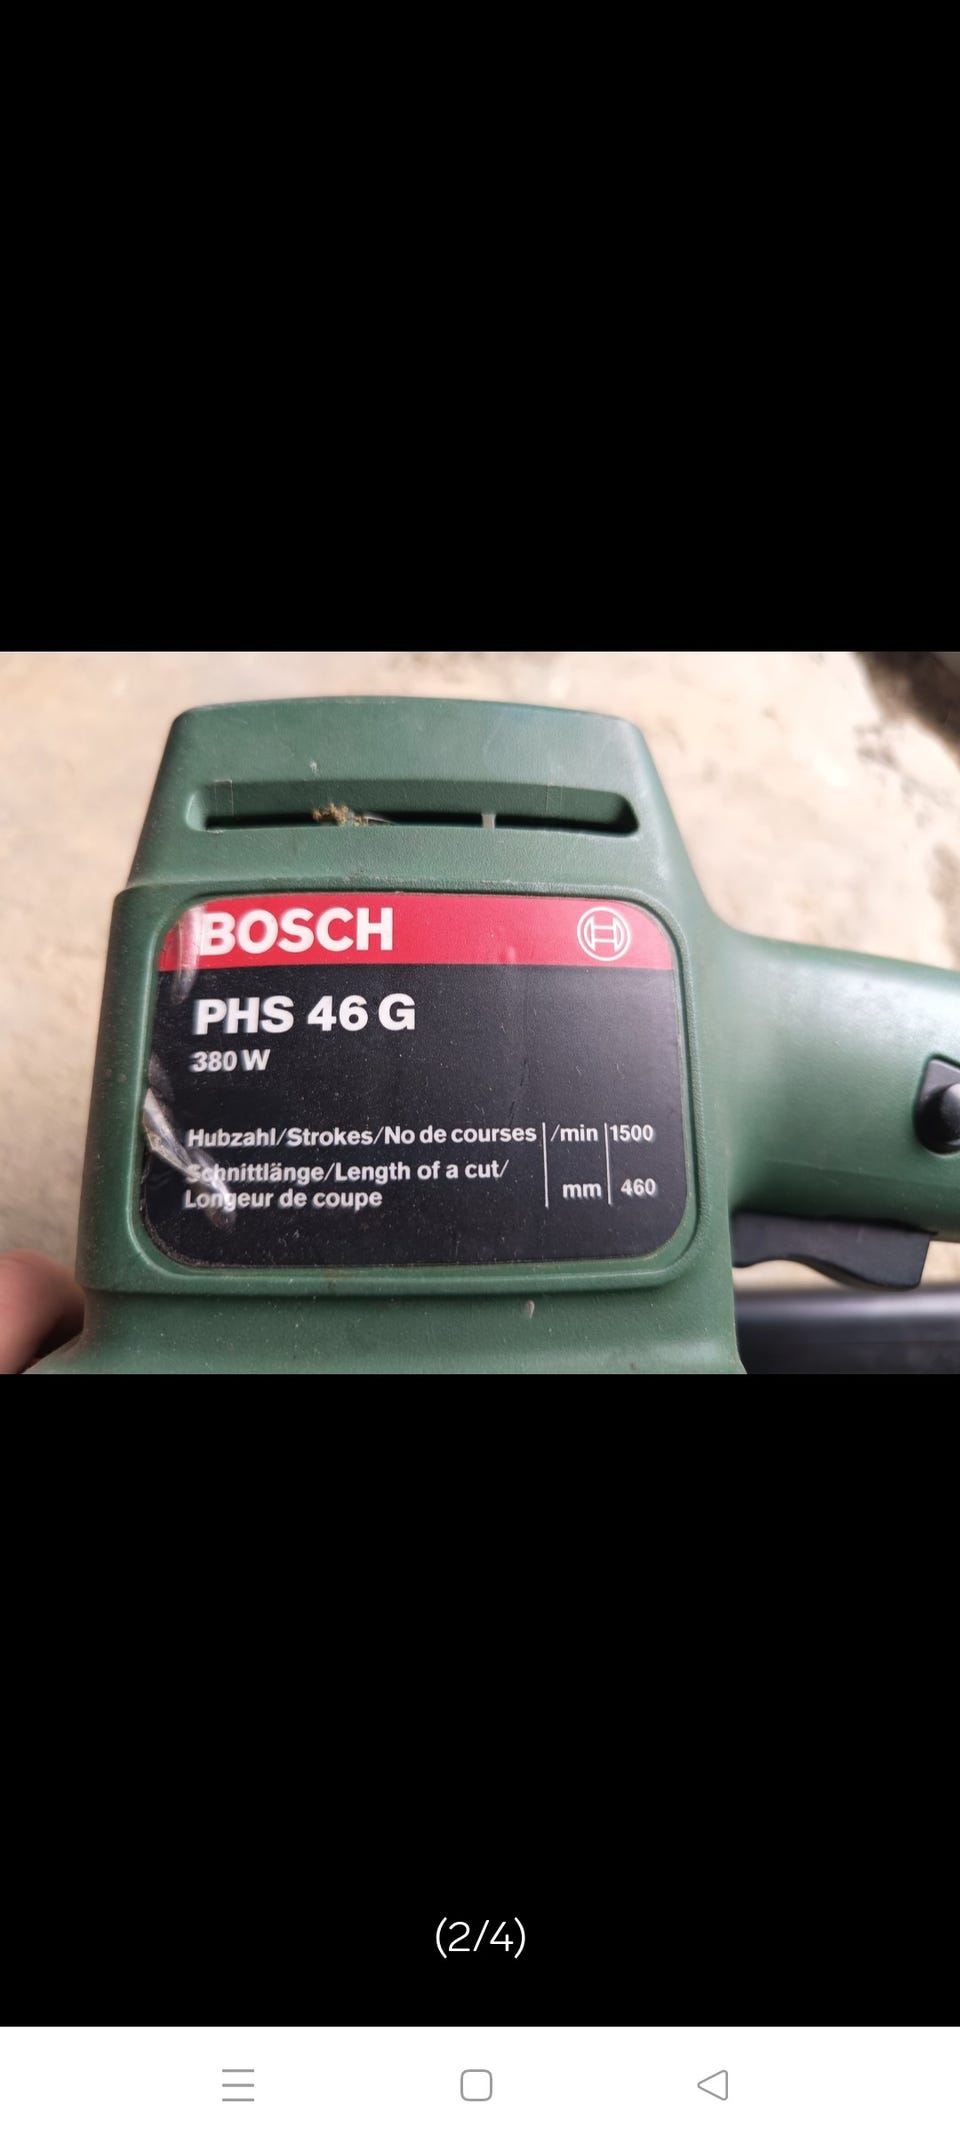 BOSCH
PHS 46 G
380 W
Hubzahl/Strokes/No de courses /min 1500
Schnittlänge/Length of a cut/
Longeur de coupe mm 460
(2/4)